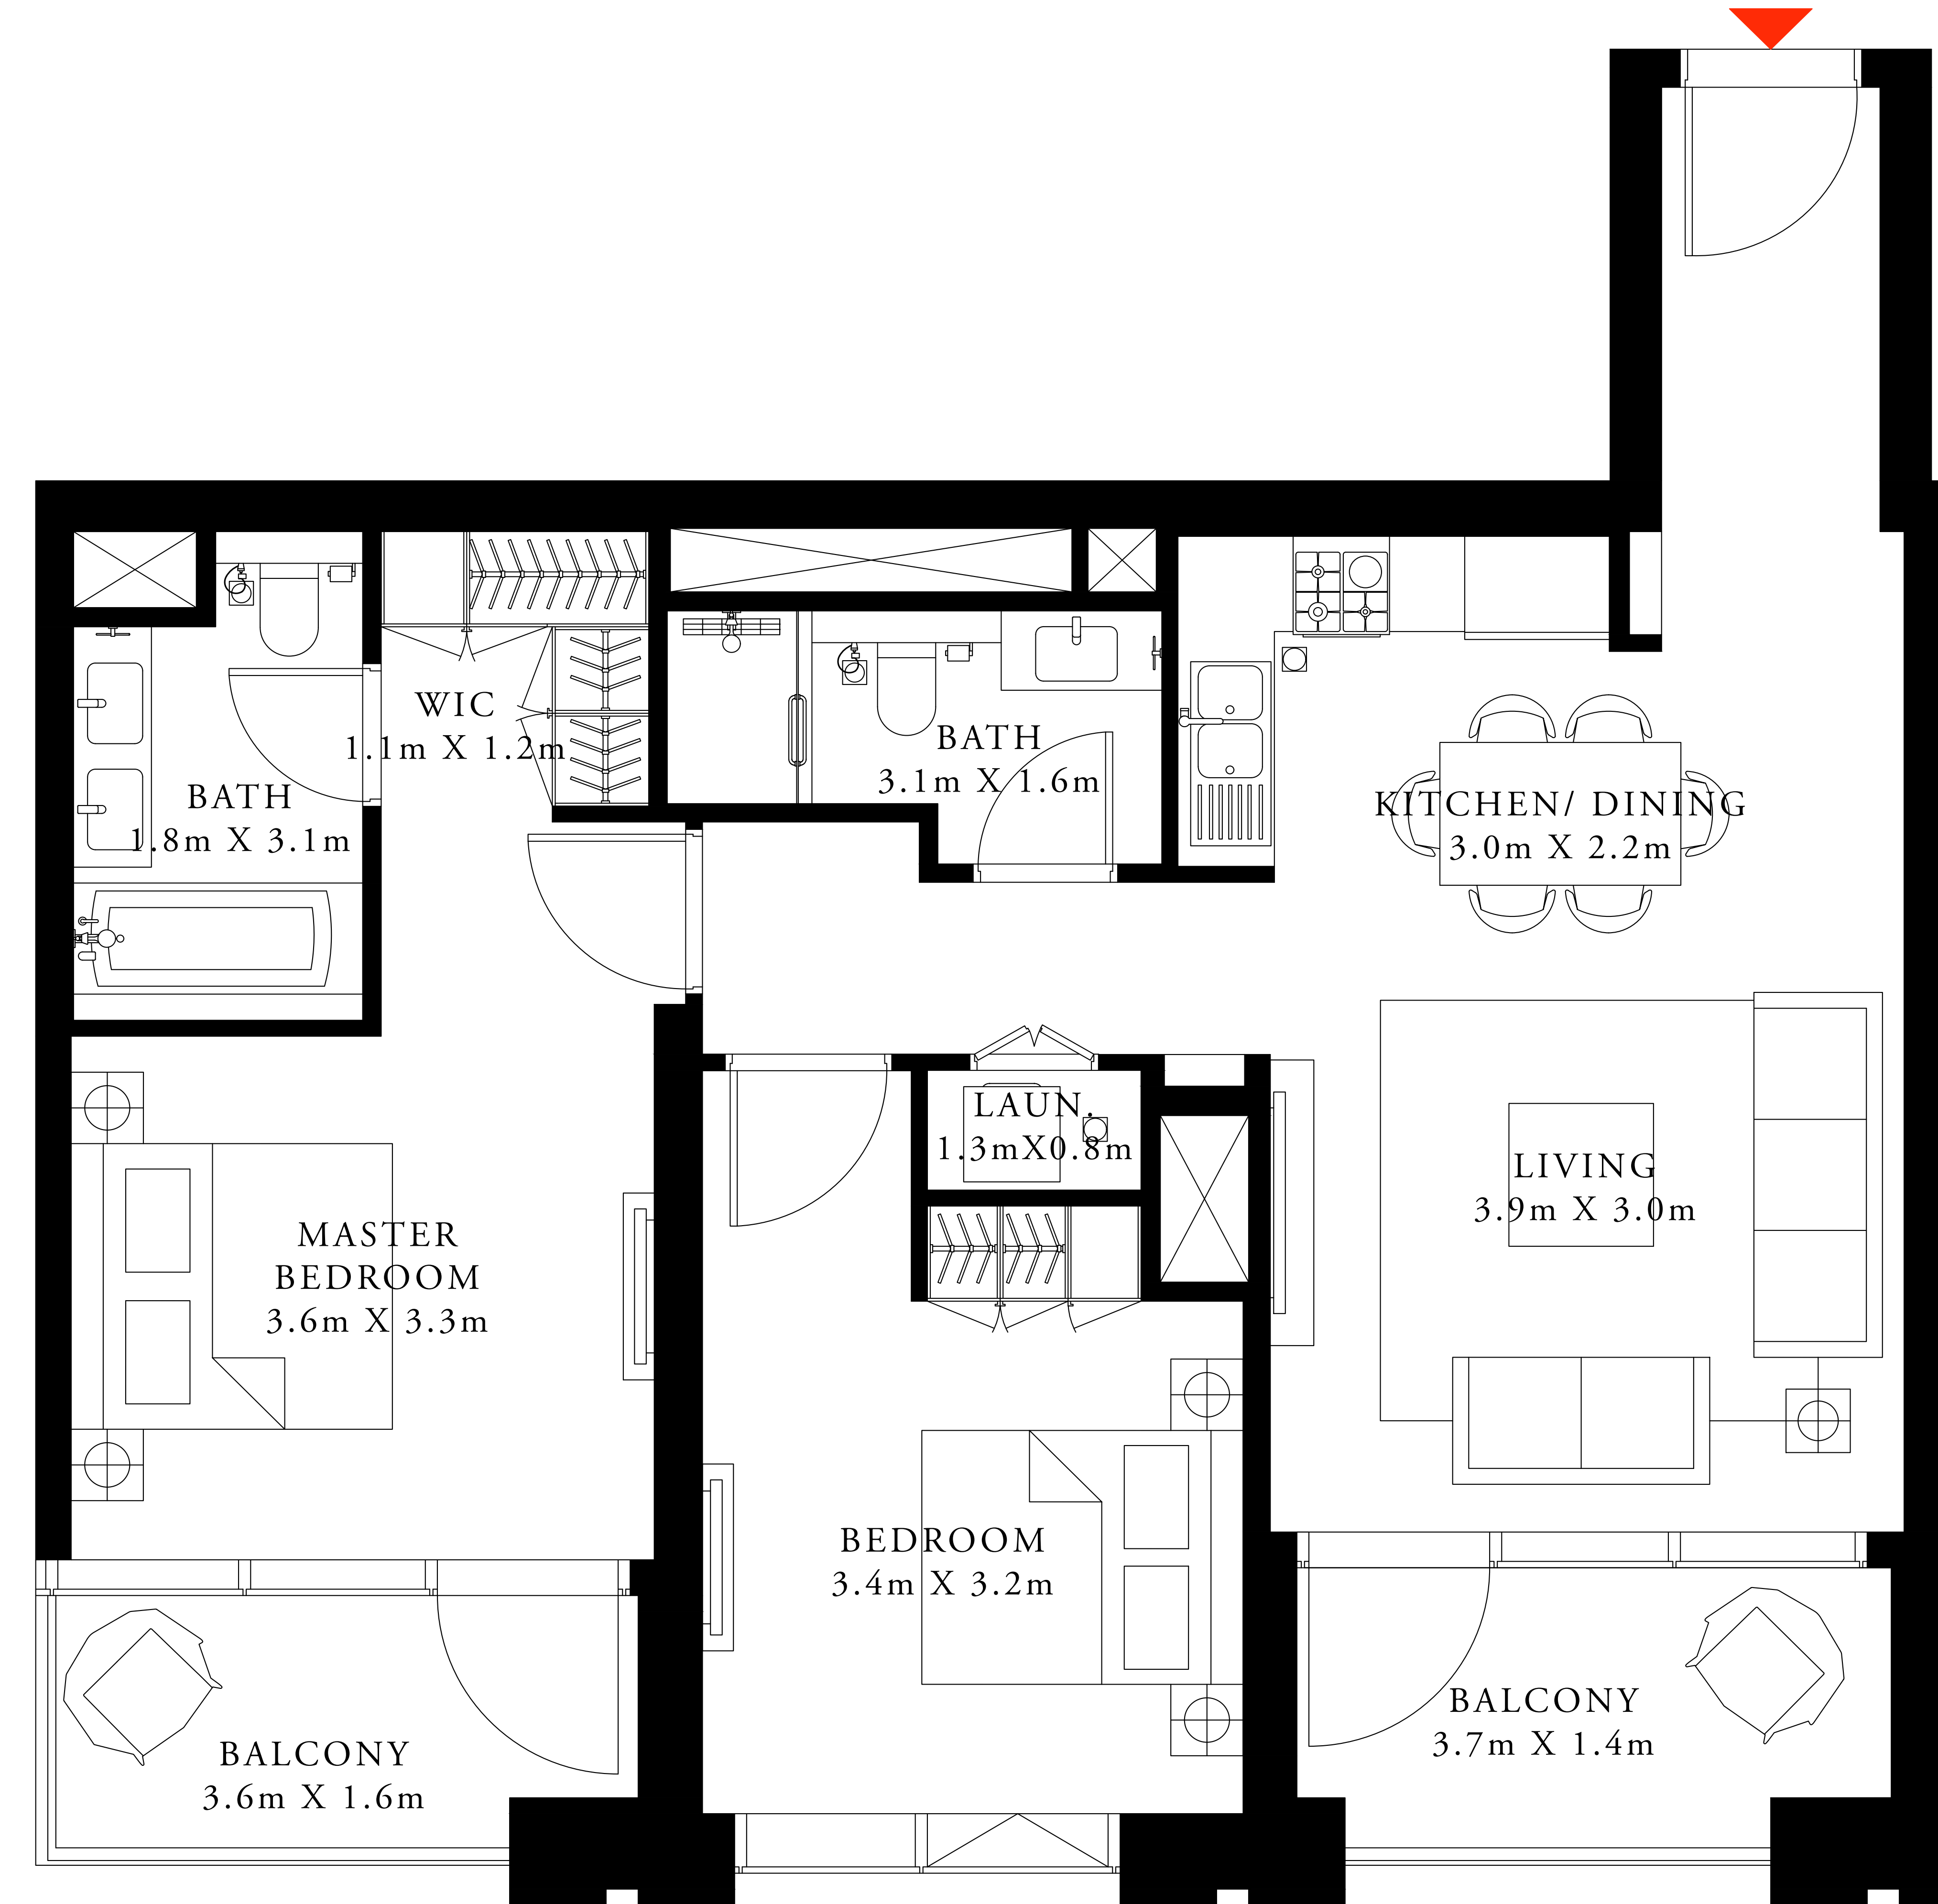 WIC
1.1m X 1.2m
BATH
1.8m X 3.1m
BATH
3.1m X 1.6m
KITCHEN/ DINING
3.0m X 2.2m
LAUN.
1.3mX0.8m
LIVING
3.9m X 3.0m
MASTER
BEDROOM
3.6m X 3.3m
BEDROOM
3.4m X 3.2m
BALCONY
3.6m X 1.6m
BALCONY
3.7m X 1.4m